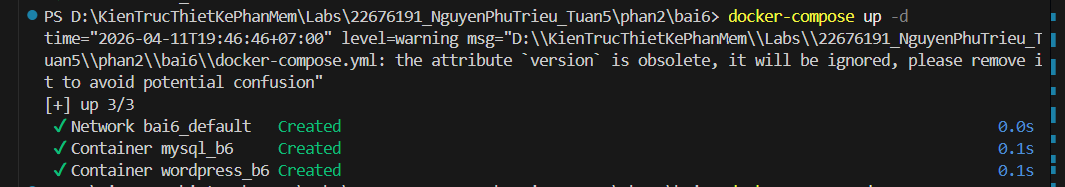 PS D:\KienTrucThietKePhanMem\Labs\22676191_NguyenPhuTrieu_Tuan5\phan2\bai6> docker-compose up -d
time="2026-04-11T19:46:46+07:00" level=warning msg="D:\\KienTrucThietKePhanMem\\Labs\\22676191_NguyenPhuTrieu_T
uan5\\phan2\\bai6\\docker-compose.yml: the attribute `version` is obsolete, it will be ignored, please remove i
t to avoid potential confusion"
[+] up 3/3
✔ Network bai6_default Created 0.0s
✔ Container mysql_b6 Created 0.1s
✔ Container wordpress_b6 Created 0.1s